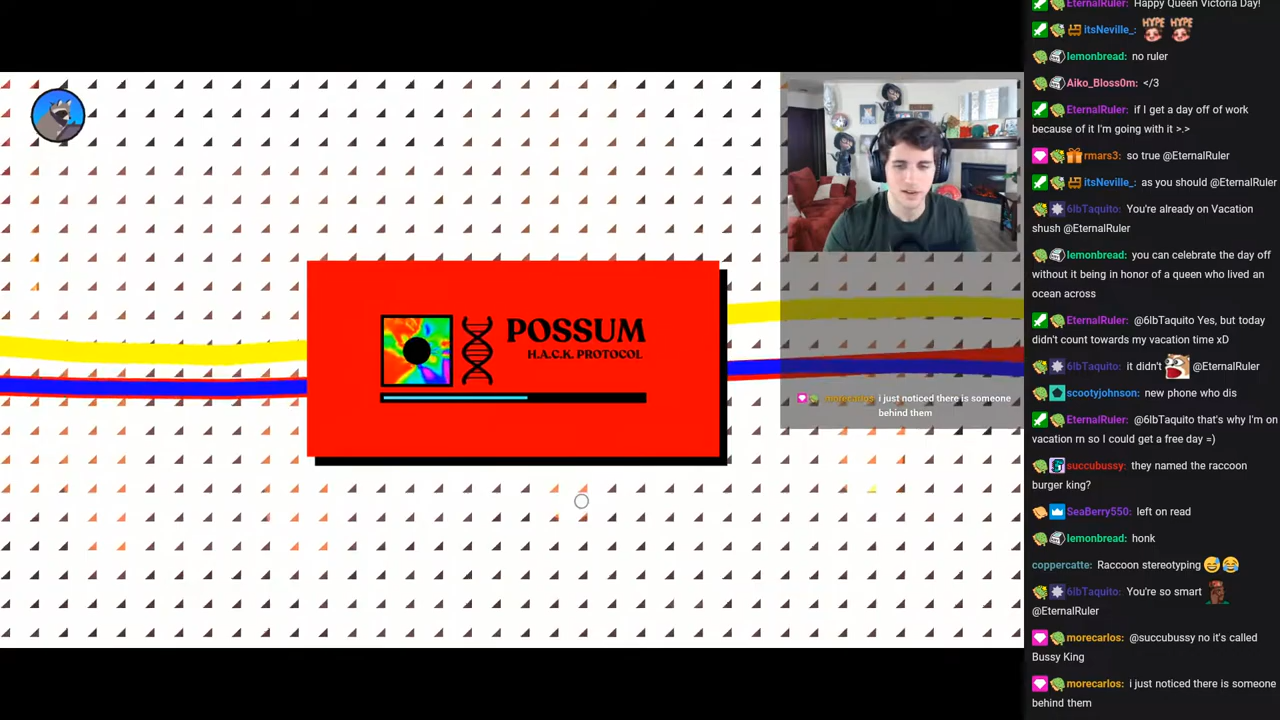 POSSUM
H.A.C.K. PROTOCOL
morecarlos: i just noticed there is someone
behind them
EternalRuler: Happy Queen Victoria Day!
itsNeville_: HYPE HYPE
lemonbread: no ruler
Aiko_Bloss0m: </3
EternalRuler: if I get a day off of work
because of it I'm going with it >.>
rmars3: so true @EternalRuler
itsNeville_: as you should @EternalRuler
6lbTaquito: You're already on Vacation
shush @EternalRuler
lemonbread: you can celebrate the day off
without it being in honor of a queen who lived an
ocean across
EternalRuler: @6lbTaquito Yes, but today
didn't count towards my vacation time xD
6lbTaquito: it didn't @EternalRuler
scootyjohnson: new phone who dis
EternalRuler: @6lbTaquito that's why I'm on
vacation rn so I could get a free day =)
succubussy: they named the raccoon
burger king?
SeaBerry550: left on read
lemonbread: honk
coppercatte: Raccoon stereotyping 😅😂
6lbTaquito: You're so smart
@EternalRuler
morecarlos: @succubussy no it's called
Bussy King
morecarlos: i just noticed there is someone
behind them